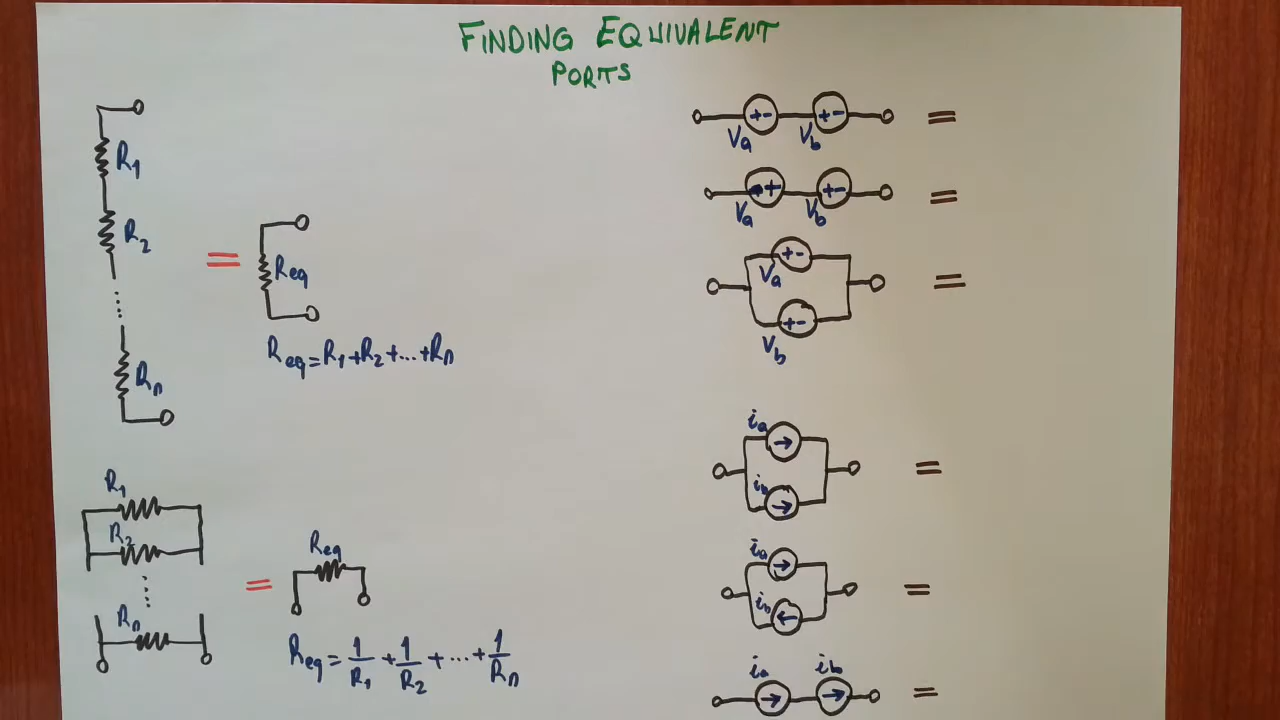 FINDING EQUIVALENT
PORTS
R1
R2
....
Rn
=
Req
Req=R1+R2+...+Rn
R1
R2
....
Rn
=
Req
Req=1/R1+1/R2+...+1/Rn
+- +- =
Va Vb
+ +- =
Va Vb
+-
Va
=
+-
Vb
ia
→
=
ib
→
ia
→
=
ib
←
ia ib
→ → =